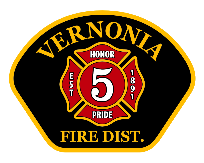 VERNONIA
HONOR
EST
5
1891
PRIDE
FIRE DIST.